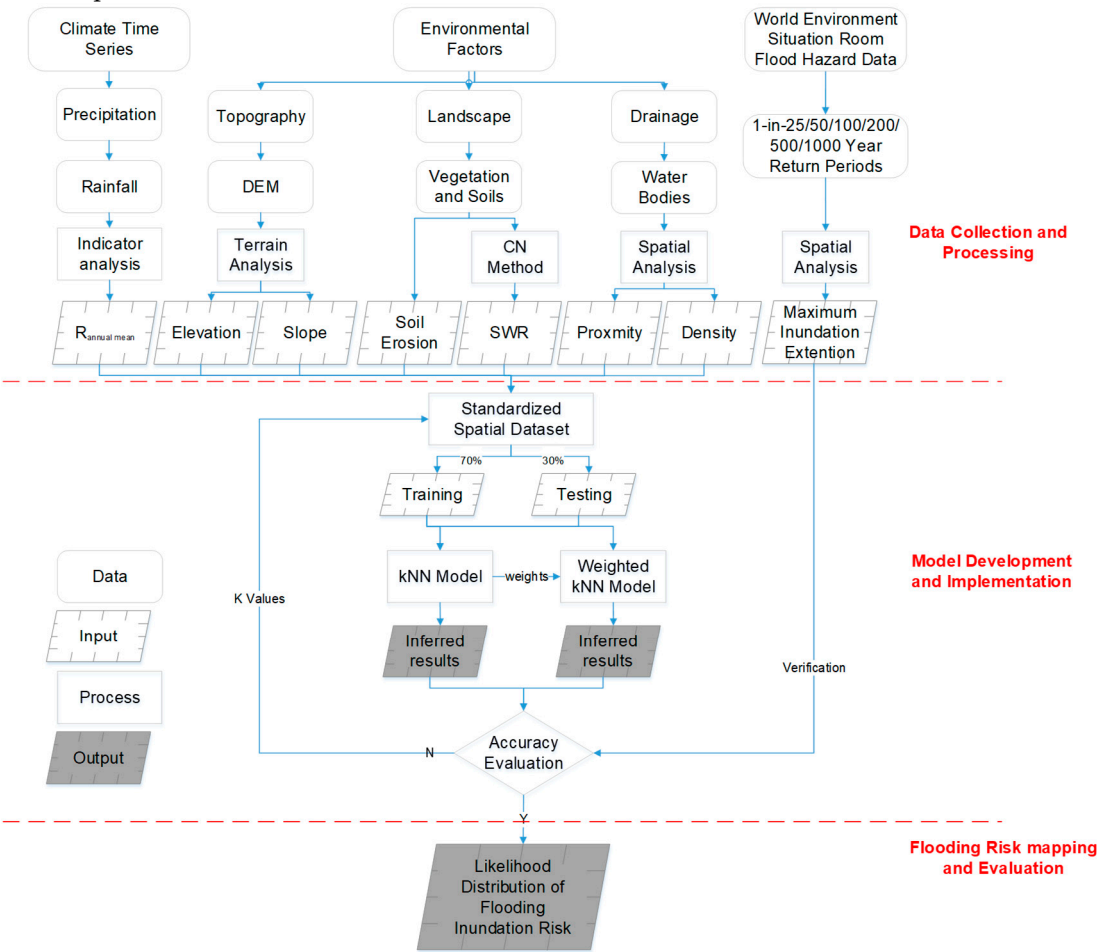 Climate Time
Series
Environmental
Factors
World Environment
Situation Room
Flood Hazard Data
Precipitation
Topography
Landscape
Drainage
1-in-25/50/100/200/
500/1000 Year
Return Periods
Rainfall
DEM
Vegetation
and Soils
Water
Bodies
Indicator
analysis
Terrain
Analysis
CN
Method
Spatial
Analysis
Spatial
Analysis
Data Collection and
Processing
Rannual mean
Elevation
Slope
Soil
Erosion
SWR
Proxmity
Density
Maximum
Inundation
Extention
Standardized
Spatial Dataset
70%
30%
Training
Testing
kNN Model
weights
Weighted
kNN Model
Model Development
and Implementation
Data
Input
Process
Output
K Values
Inferred
results
Inferred
results
Verification
Accuracy
Evaluation
N
Y
Flooding Risk mapping
and Evaluation
Likelihood
Distribution of
Flooding
Inundation Risk